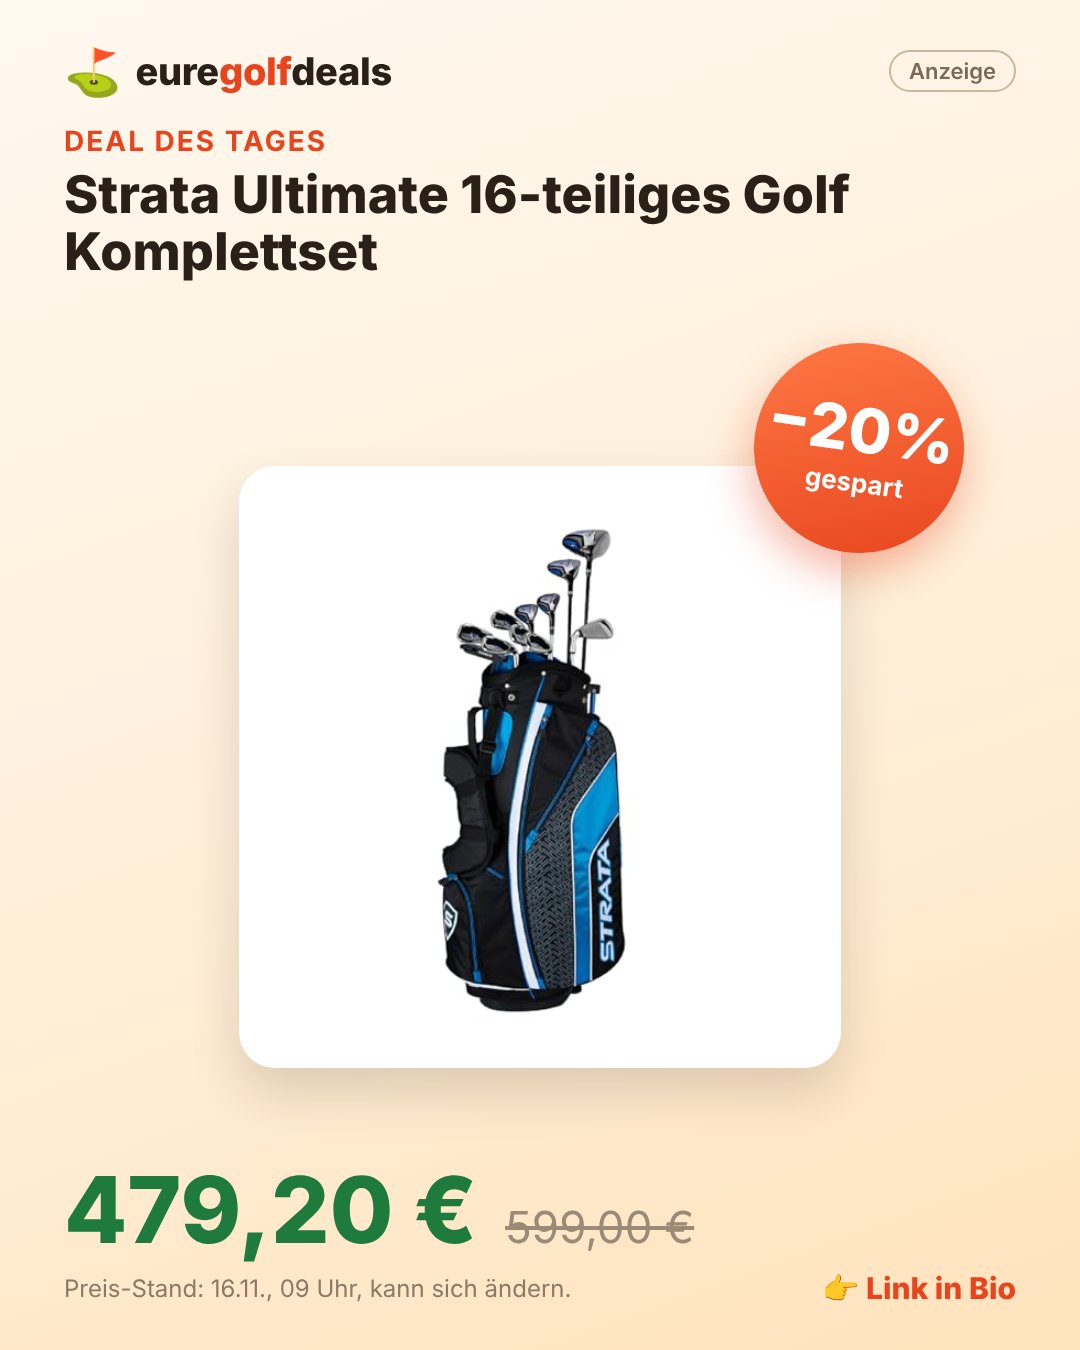 euregolfdeals
Anzeige
DEAL DES TAGES
Strata Ultimate 16-teiliges Golf
Komplettset
–20%
gespart
STRATA
479,20 €
599,00 €
Preis-Stand: 16.11., 09 Uhr, kann sich ändern.
👉 Link in Bio